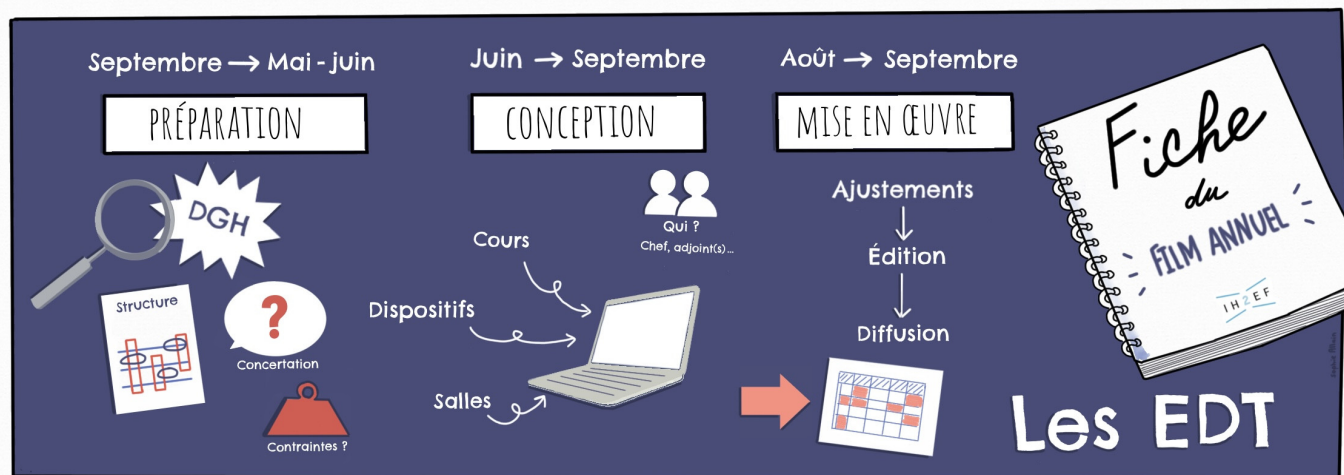 Septembre → Mai - juin
PRÉPARATION
DGH
Structure
?
Concertation
Contraintes ?
Juin → Septembre
CONCEPTION
Qui ?
Chef, adjoint(s)...
Cours
Dispositifs
Salles
Août → Septembre
MISE EN ŒUVRE
Ajustements
Édition
Diffusion
Fiche
du
FILM ANNUEL
IH2EF
Les EDT